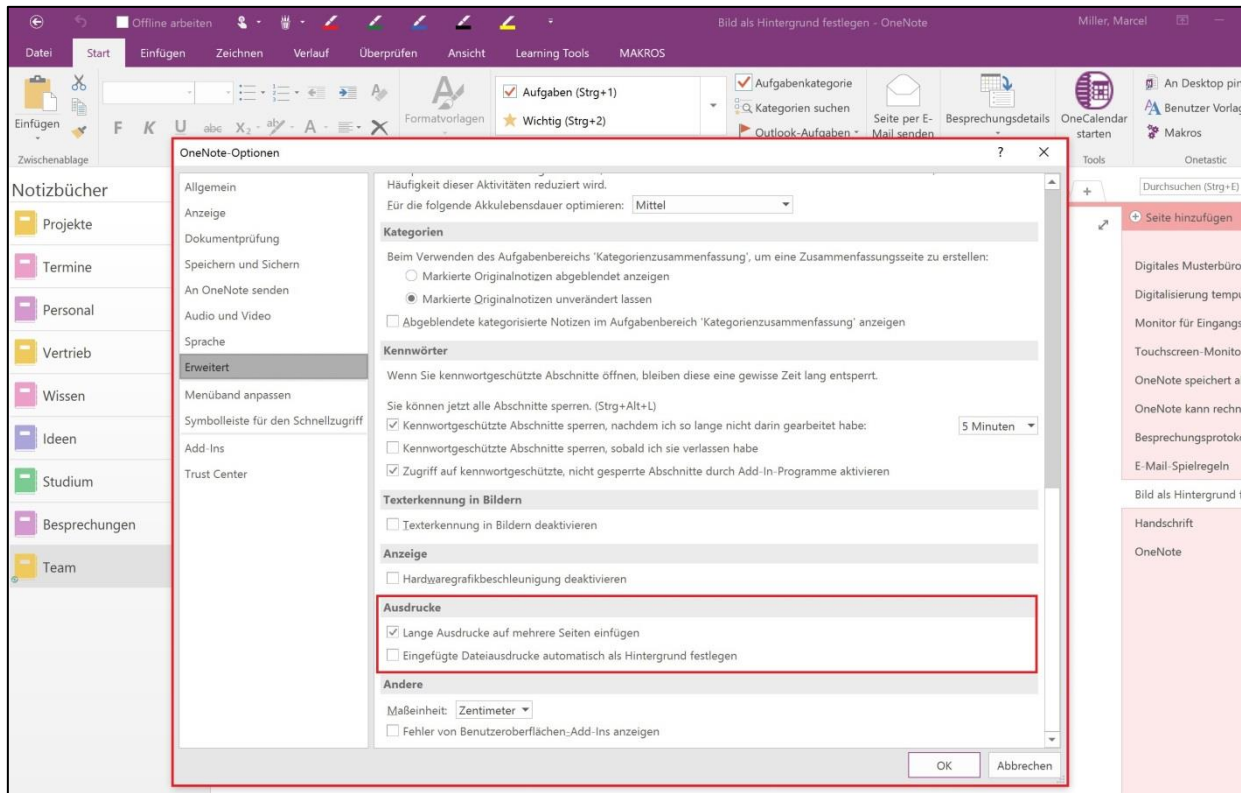 Offline arbeiten
Bild als Hintergrund festlegen - OneNote
Miller, Marcel
Datei Start Einfügen Zeichnen Verlauf Überprüfen Ansicht Learning Tools MAKROS
Einfügen
Zwischenablage
F K U abc X₂ aby A
Formatvorlagen
Aufgaben (Strg+1)
Wichtig (Strg+2)
Aufgabenkategorie
Kategorien suchen
Outlook-Aufgaben
Seite per E-
Mail senden
Besprechungsdetails
OneCalendar
starten
Tools
An Desktop pin
Benutzer Vorlag
Makros
Onetastic
Notizbücher
Projekte
Termine
Personal
Vertrieb
Wissen
Ideen
Studium
Besprechungen
Team
OneNote-Optionen
Allgemein
Anzeige
Dokumentprüfung
Speichern und Sichern
An OneNote senden
Audio und Video
Sprache
Erweitert
Menüband anpassen
Symbolleiste für den Schnellzugriff
Add-Ins
Trust Center
Häufigkeit dieser Aktivitäten reduziert wird.
Für die folgende Akkulebensdauer optimieren: Mittel
Kategorien
Beim Verwenden des Aufgabenbereichs 'Kategorienzusammenfassung', um eine Zusammenfassungsseite zu erstellen:
Markierte Originalnotizen abgeblendet anzeigen
Markierte Originalnotizen unverändert lassen
Abgeblendete kategorisierte Notizen im Aufgabenbereich 'Kategorienzusammenfassung' anzeigen
Kennwörter
Wenn Sie kennwortgeschützte Abschnitte öffnen, bleiben diese eine gewisse Zeit lang entsperrt.
Sie können jetzt alle Abschnitte sperren. (Strg+Alt+L)
Kennwortgeschützte Abschnitte sperren, nachdem ich so lange nicht darin gearbeitet habe: 5 Minuten
Kennwortgeschützte Abschnitte sperren, sobald ich sie verlassen habe
Zugriff auf kennwortgeschützte, nicht gesperrte Abschnitte durch Add-In-Programme aktivieren
Texterkennung in Bildern
Texterkennung in Bildern deaktivieren
Anzeige
Hardwaregrafikbeschleunigung deaktivieren
Ausdrucke
Lange Ausdrucke auf mehrere Seiten einfügen
Eingefügte Dateiausdrucke automatisch als Hintergrund festlegen
Andere
Maßeinheit: Zentimeter
Fehler von Benutzeroberflächen-Add-Ins anzeigen
OK Abbrechen
Durchsuchen (Strg+E)
Seite hinzufügen
Digitales Musterbüro
Digitalisierung tempu
Monitor für Eingangs
Touchscreen-Monito
OneNote speichert a
OneNote kann rechn
Besprechungsprotok
E-Mail-Spielregeln
Bild als Hintergrund f
Handschrift
OneNote